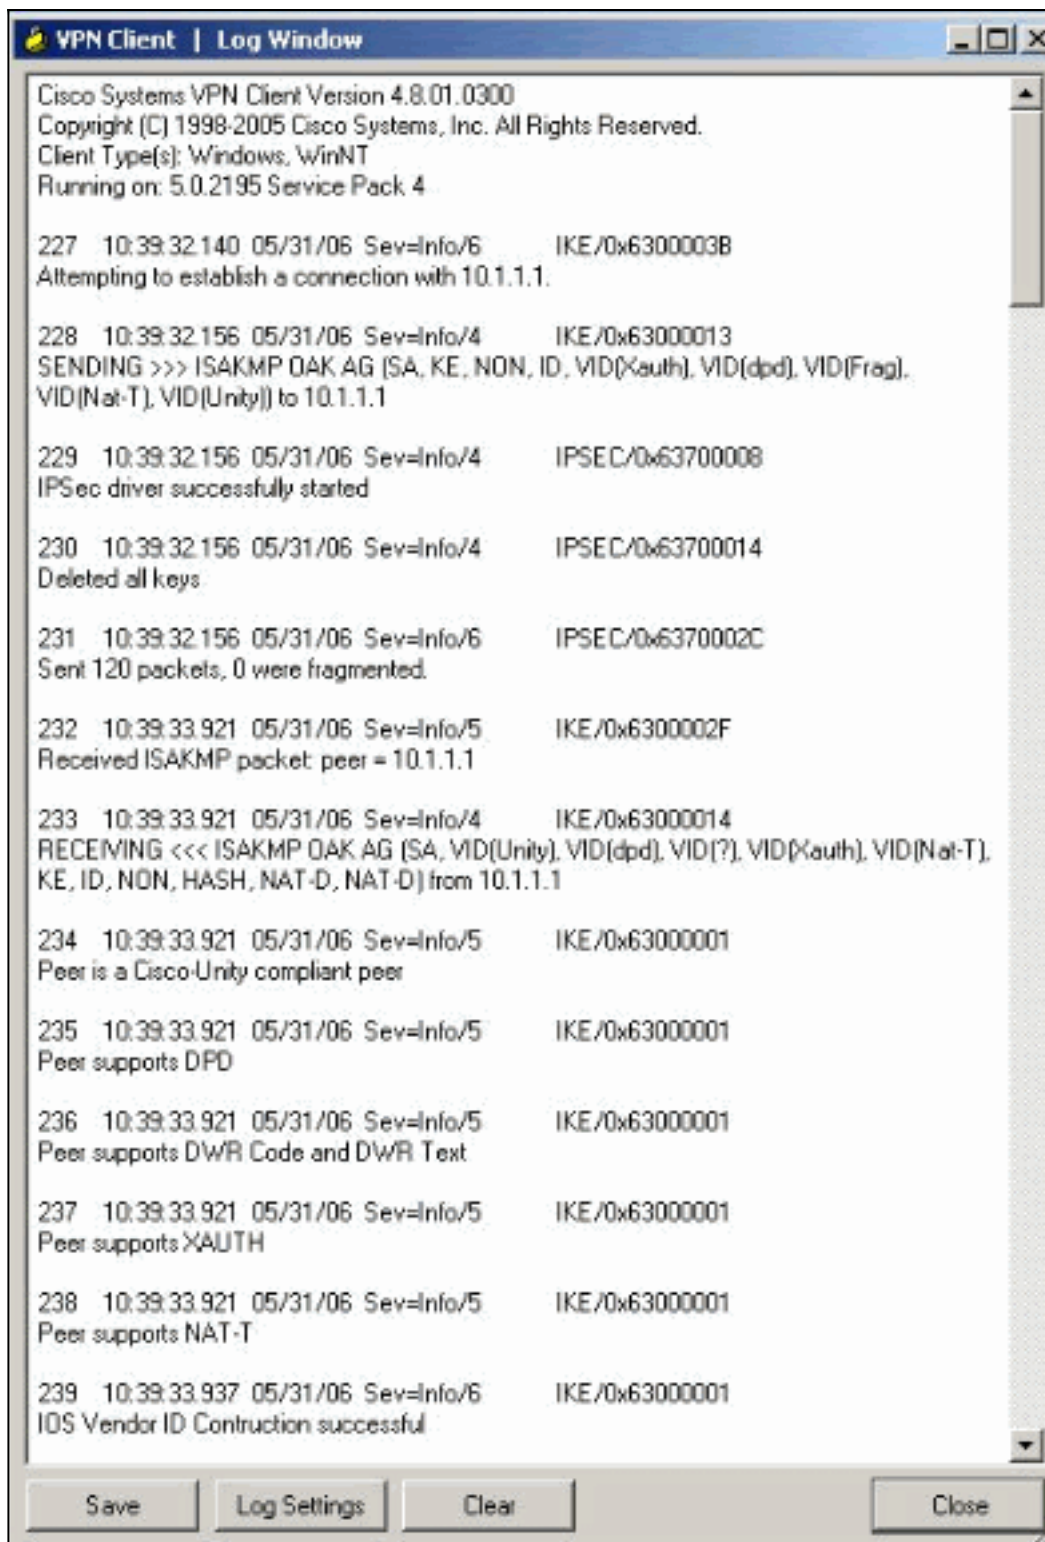 VPN Client | Log Window
Cisco Systems VPN Client Version 4.8.01.0300
Copyright (C) 1998-2005 Cisco Systems, Inc. All Rights Reserved.
Client Type(s): Windows, WinNT
Running on: 5.0.2195 Service Pack 4
227 10:39:32.140 05/31/06 Sev=Info/6 IKE/0x6300003B
Attempting to establish a connection with 10.1.1.1.
228 10:39:32.156 05/31/06 Sev=Info/4 IKE/0x63000013
SENDING >>> ISAKMP OAK AG (SA, KE, NON, ID, VID(Xauth), VID(dpd), VID(Frag),
VID(Nat-T), VID(Unity)) to 10.1.1.1
229 10:39:32.156 05/31/06 Sev=Info/4 IPSEC/0x63700008
IPSec driver successfully started
230 10:39:32.156 05/31/06 Sev=Info/4 IPSEC/0x63700014
Deleted all keys
231 10:39:32.156 05/31/06 Sev=Info/6 IPSEC/0x6370002C
Sent 120 packets, 0 were fragmented.
232 10:39:33.921 05/31/06 Sev=Info/5 IKE/0x6300002F
Received ISAKMP packet: peer = 10.1.1.1
233 10:39:33.921 05/31/06 Sev=Info/4 IKE/0x63000014
RECEIVING <<< ISAKMP OAK AG (SA, VID(Unity), VID(dpd), VID(?), VID(Xauth), VID(Nat-T),
KE, ID, NON, HASH, NAT-D, NAT-D) from 10.1.1.1
234 10:39:33.921 05/31/06 Sev=Info/5 IKE/0x63000001
Peer is a Cisco-Unity compliant peer
235 10:39:33.921 05/31/06 Sev=Info/5 IKE/0x63000001
Peer supports DPD
236 10:39:33.921 05/31/06 Sev=Info/5 IKE/0x63000001
Peer supports DWR Code and DWR Text
237 10:39:33.921 05/31/06 Sev=Info/5 IKE/0x63000001
Peer supports XAUTH
238 10:39:33.921 05/31/06 Sev=Info/5 IKE/0x63000001
Peer supports NAT-T
239 10:39:33.937 05/31/06 Sev=Info/6 IKE/0x63000001
IOS Vendor ID Contruction successful
Save Log Settings Clear Close